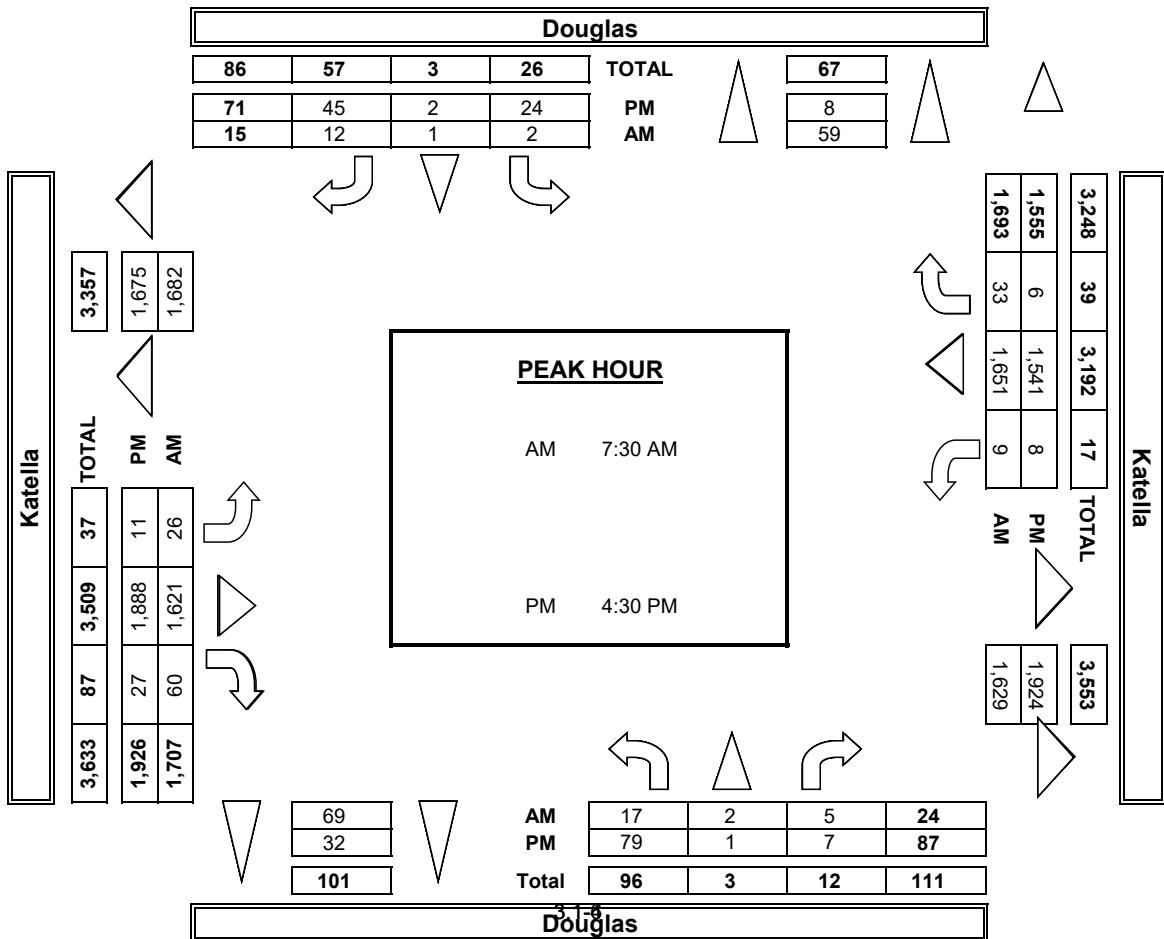 Douglas
86 57 3 26 TOTAL 67
71 45 2 24 PM 8
15 12 1 2 AM 59
Katella
3,357
1,675
1,682
TOTAL
PM
AM
37 3,509 87 3,633
11 1,888 27 1,926
26 1,621 60 1,707
PEAK HOUR
AM 7:30 AM
PM 4:30 PM
3,248 39 3,192 17 TOTAL
1,555 6 1,541 8 PM
1,693 33 1,651 9 AM
3,553
1,924
1,629
Katella
69 AM 17 2 5 24
32 PM 79 1 7 87
101 Total 96 3 12 111
Douglas